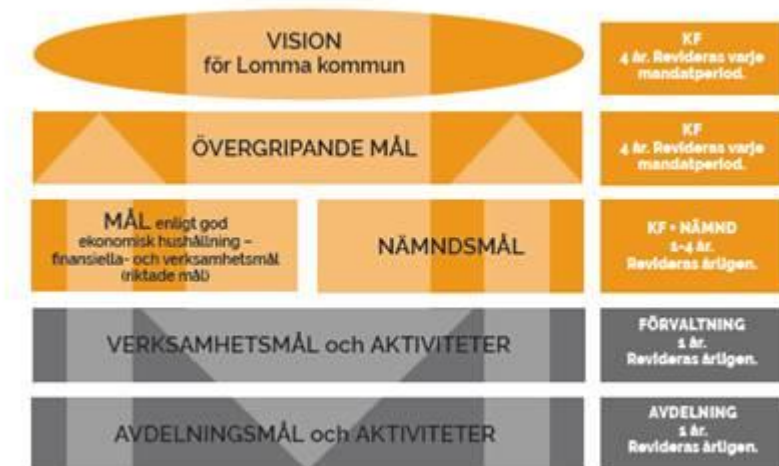 VISION
för Lomma kommun
KF
4 år. Revideras varje
mandatperiod.
ÖVERGRIPANDE MÅL
KF
4 år. Revideras varje
mandatperiod.
MÅL enligt god
ekonomisk hushållning –
finansiella- och verksamhetsmål
(riktade mål)
NÄMNDSMÅL
KF + NÄMND
1-4 år.
Revideras årligen.
VERKSAMHETSMÅL och AKTIVITETER
FÖRVALTNING
1 år.
Revideras årligen.
AVDELNINGSMÅL och AKTIVITETER
AVDELNING
1 år.
Revideras årligen.